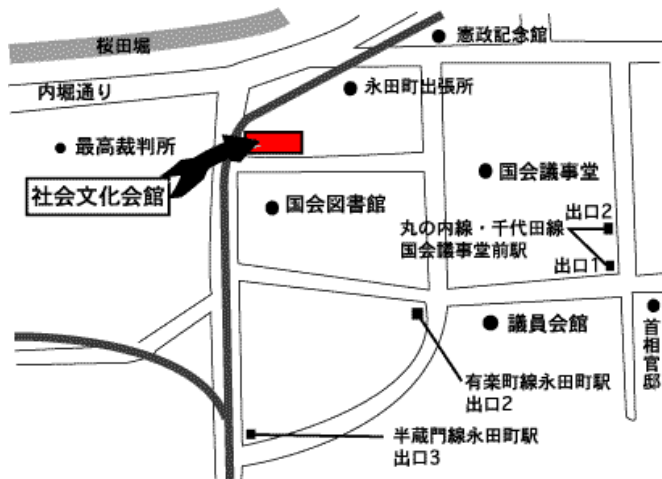 憲政記念館
桜田堀
永田町出張所
内堀通り
最高裁判所
国会議事堂
社会文化会館
国会図書館
出口2
丸の内線・千代田線
国会議事堂前駅
出口1
議員会館
首相官邸
有楽町線永田町駅
出口2
半蔵門線永田町駅
出口3